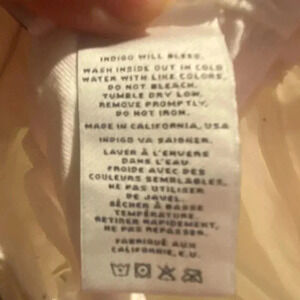 INDIGO WILL BLEED.
WASH INSIDE OUT IN COLD
WATER WITH LIKE COLORS,
DO NOT BLEACH.
TUMBLE DRY LOW.
REMOVE PROMPTLY,
DO NOT IRON.
MADE IN CALIFORNIA, USA
INDIGO VA SAIGNER.
LAVER À L'ENVERS
DANS L'EAU
FROIDE AVEC DES
COULEURS SEMBLABLES,
NE PAS UTILISER
DE JAVEL.
SÉCHER À BASSE
TEMPÉRATURE.
RETIRER RAPIDEMENT,
NE PAS REPASSER.
FABRIQUÉ AUX
CALIFORNIE, E.U.